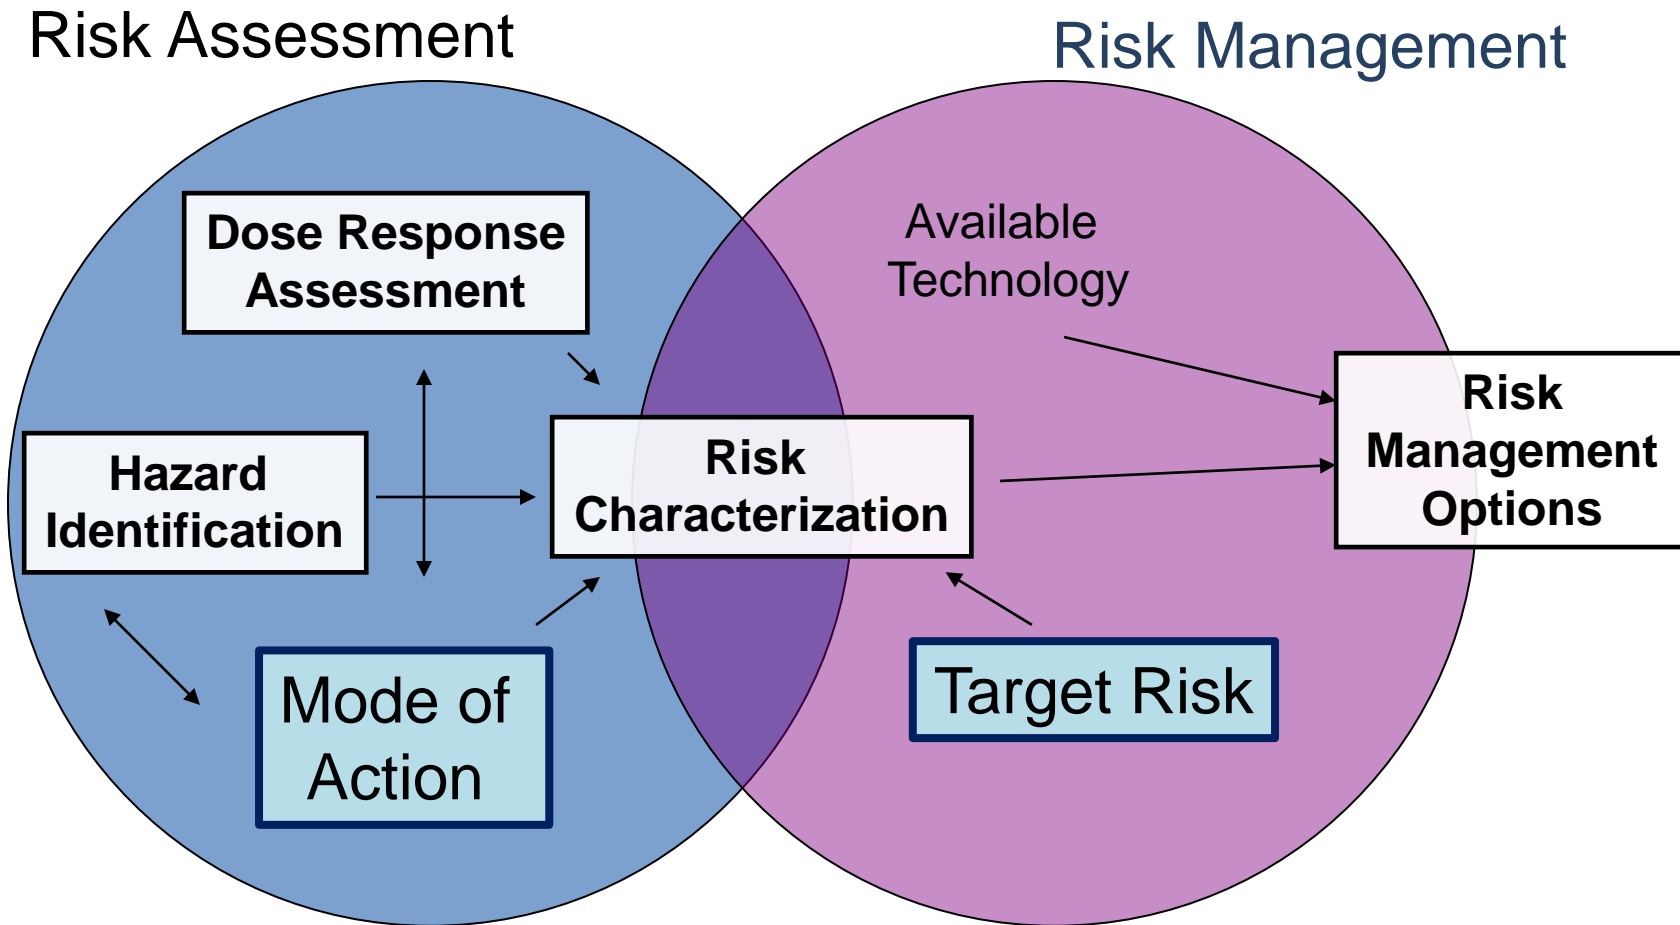 Risk Assessment
Risk Management
Dose Response
Assessment
Available
Technology
Hazard
Identification
Risk
Characterization
Risk
Management
Options
Mode of
Action
Target Risk